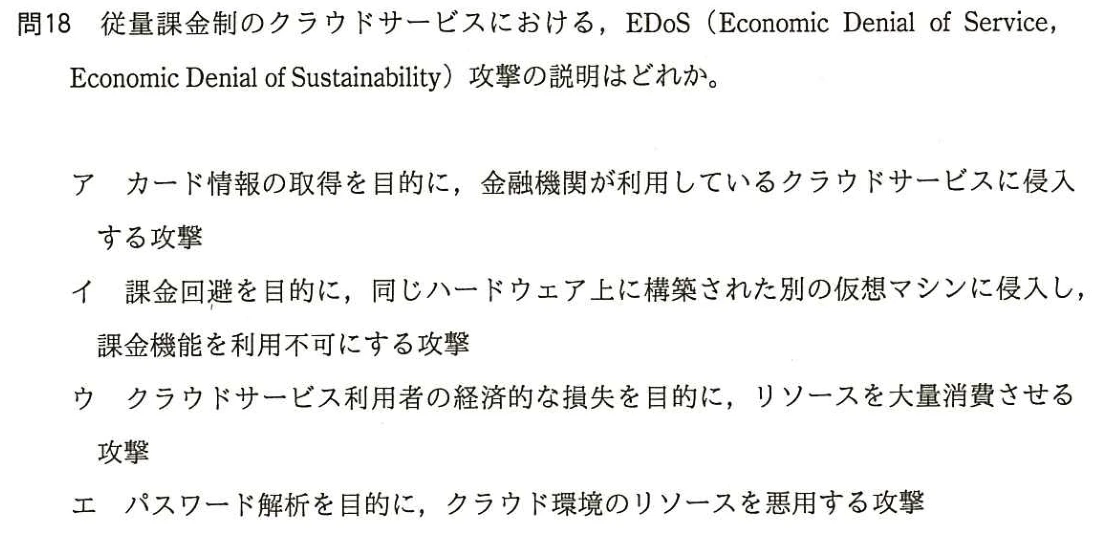 問18 従量課金制のクラウドサービスにおける，EDoS（Economic Denial of Service，
Economic Denial of Sustainability）攻撃の説明はどれか。
ア カード情報の取得を目的に，金融機関が利用しているクラウドサービスに侵入
する攻撃
イ 課金回避を目的に，同じハードウェア上に構築された別の仮想マシンに侵入し，
課金機能を利用不可にする攻撃
ウ クラウドサービス利用者の経済的な損失を目的に，リソースを大量消費させる
攻撃
エ パスワード解析を目的に，クラウド環境のリソースを悪用する攻撃